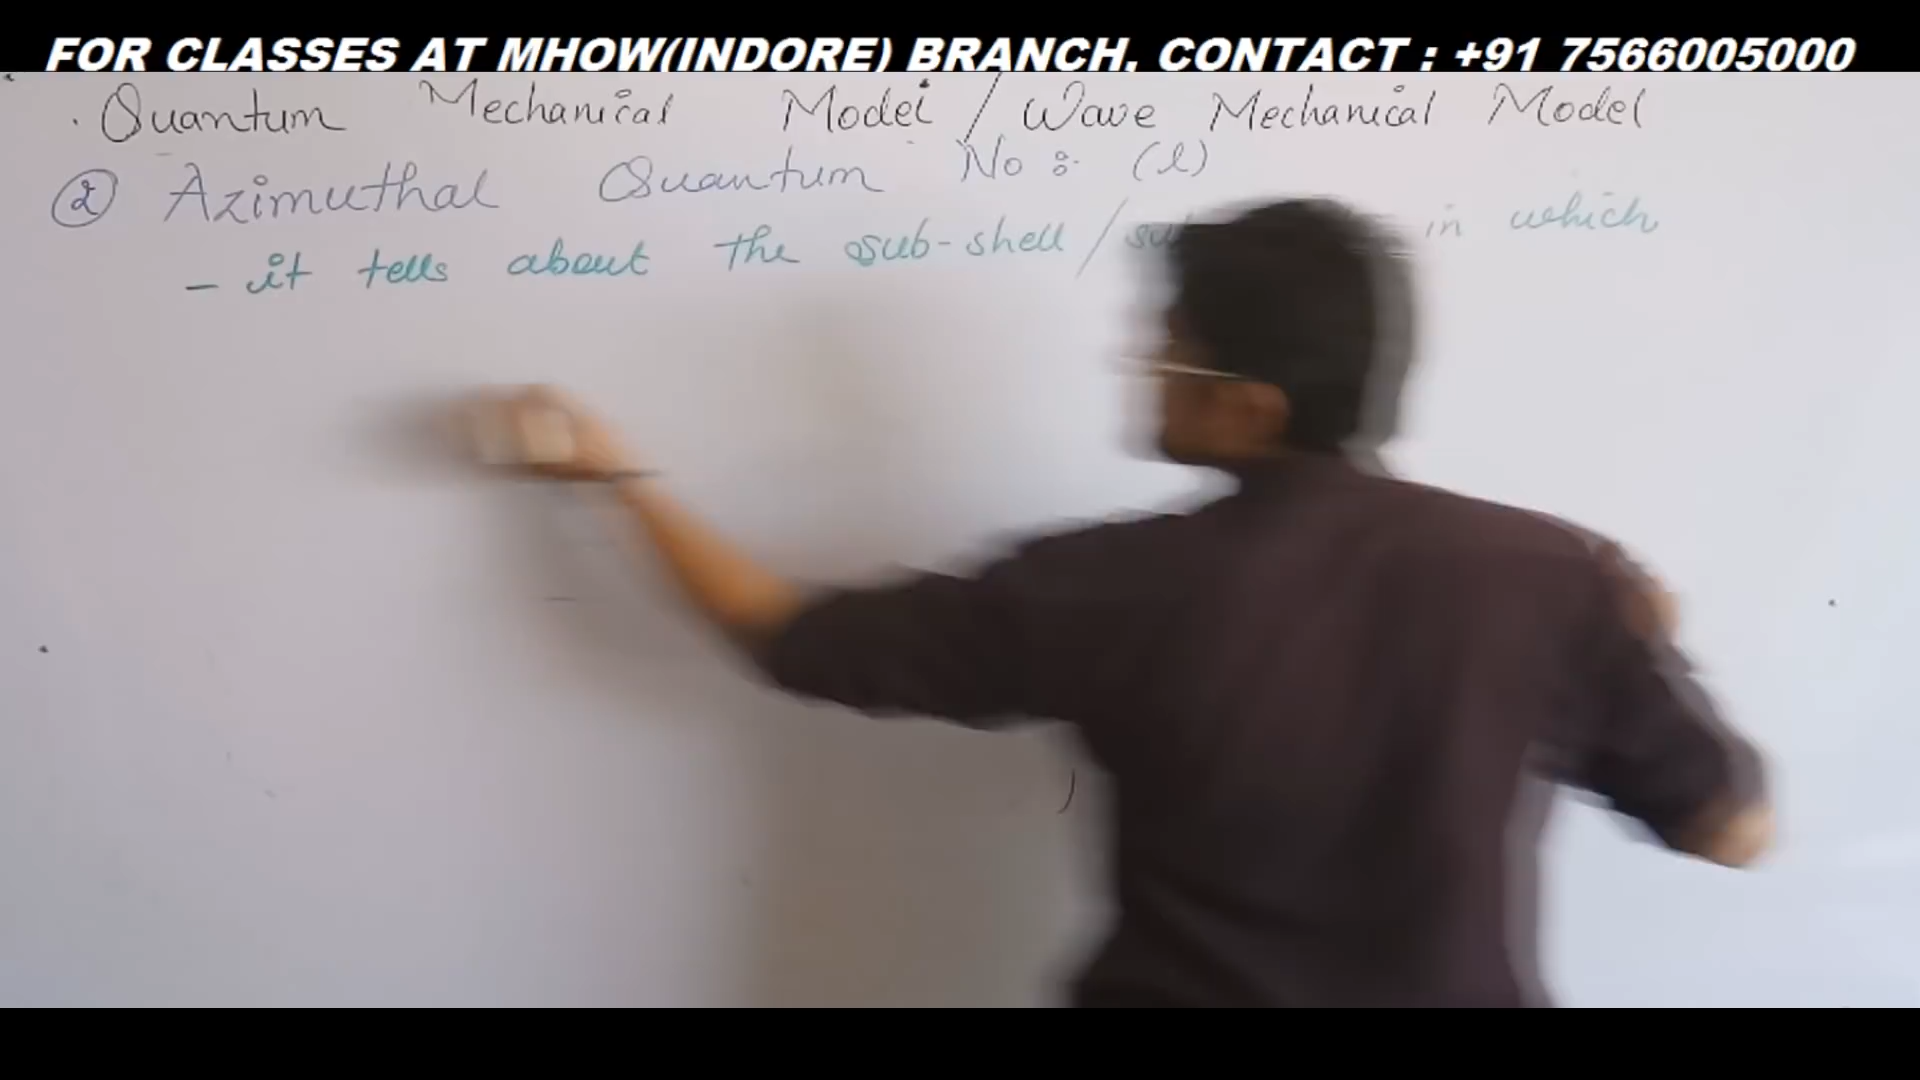 FOR CLASSES AT MHOW(INDORE) BRANCH, CONTACT : +91 7566005000
Quantum Mechanical Model / Wave Mechanical Model
② Azimuthal Quantum No :- (l)
- it tells about the sub-shell / in which